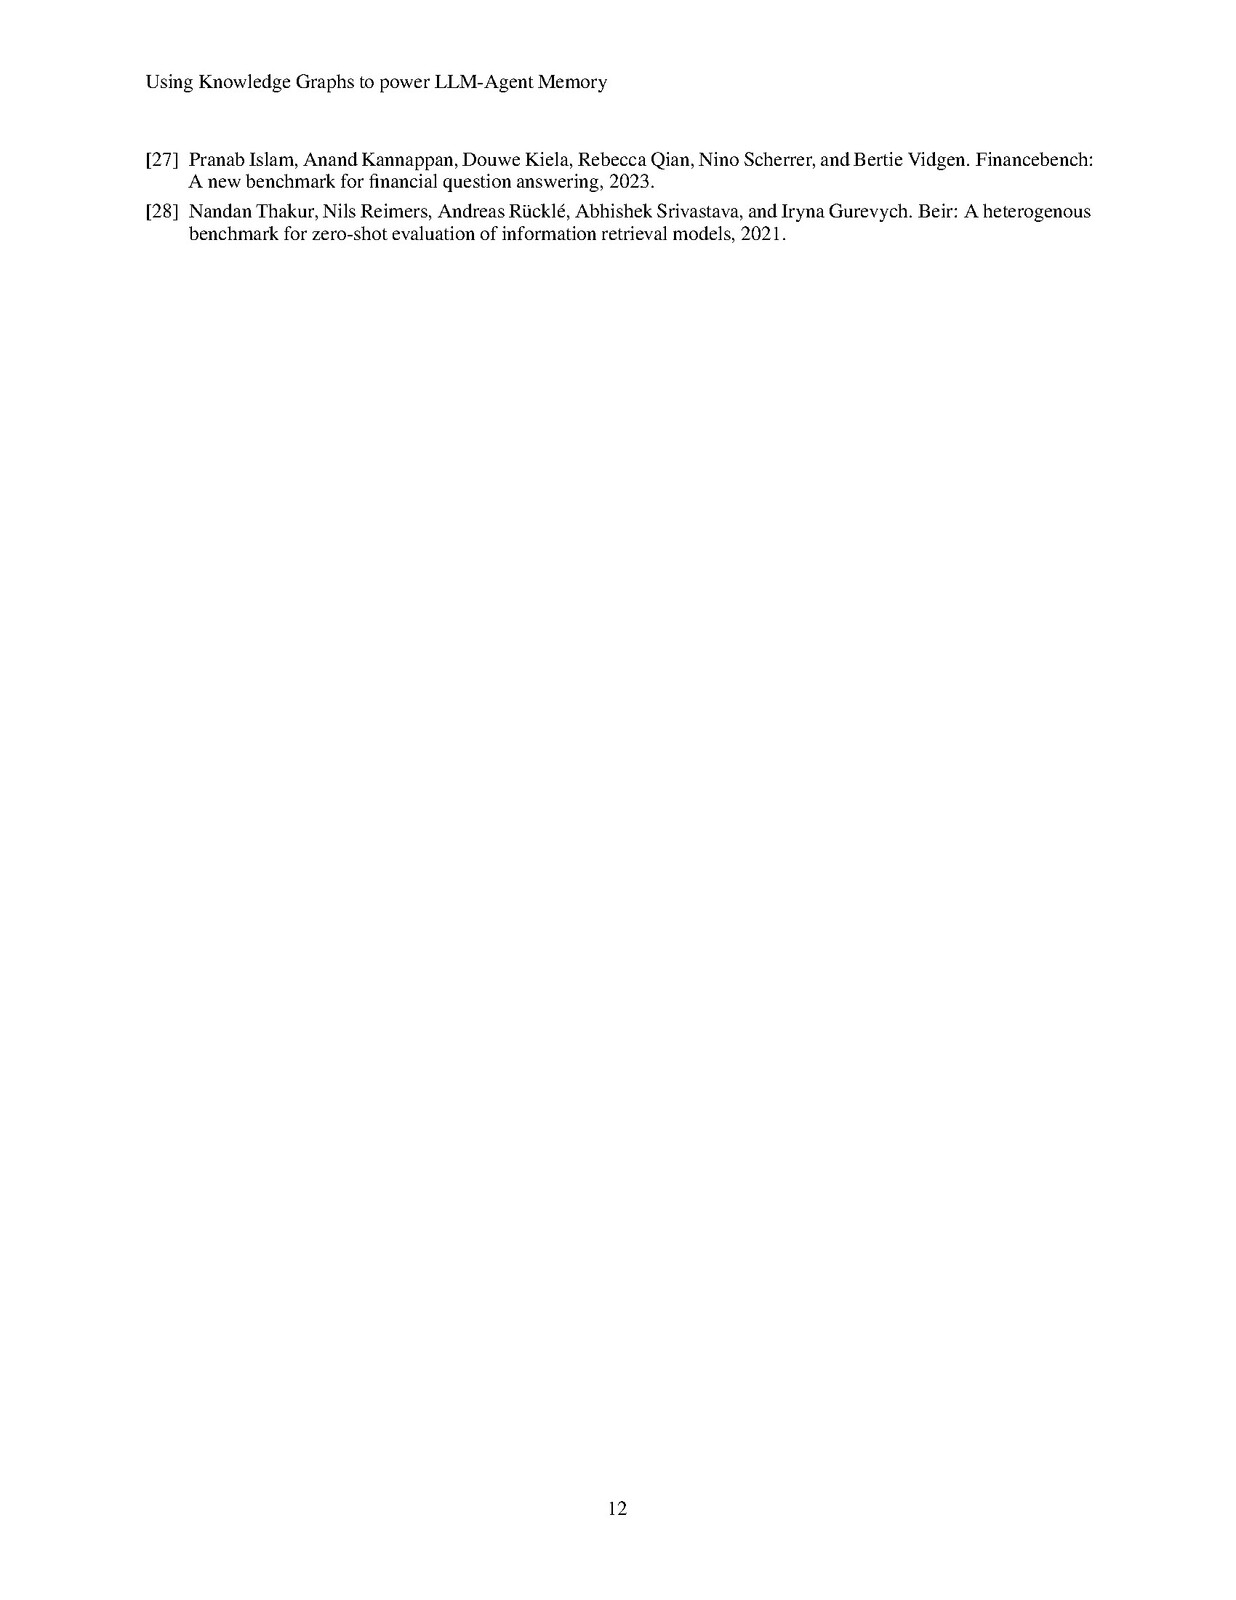 Using Knowledge Graphs to power LLM-Agent Memory
[27] Pranab Islam, Anand Kannappan, Douwe Kiela, Rebecca Qian, Nino Scherrer, and Bertie Vidgen. Financebench:
A new benchmark for financial question answering, 2023.
[28] Nandan Thakur, Nils Reimers, Andreas Rücklé, Abhishek Srivastava, and Iryna Gurevych. Beir: A heterogenous
benchmark for zero-shot evaluation of information retrieval models, 2021.
12